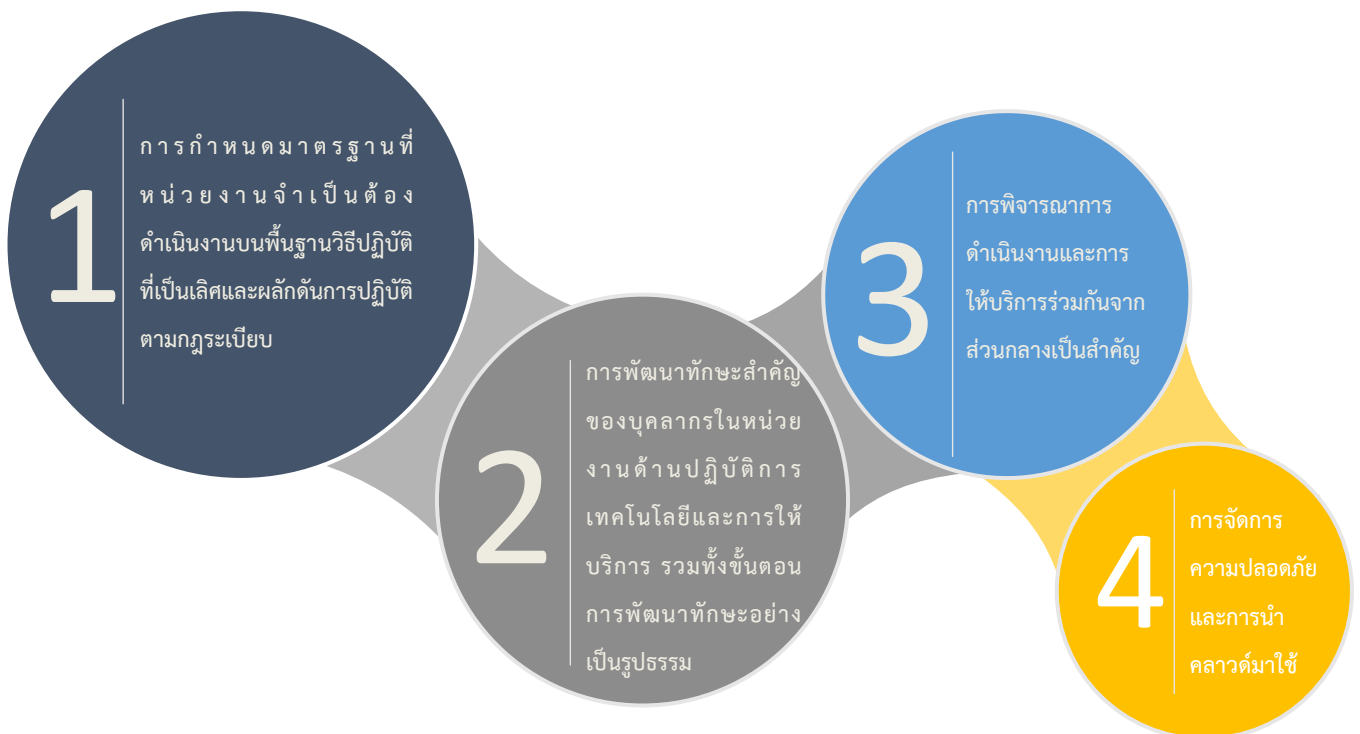 1
การกำหนดมาตรฐานที่
หน่วยงานจำเป็นต้อง
ดำเนินงานบนพื้นฐานวิธีปฏิบัติ
ที่เป็นเลิศและผลักดันการปฏิบัติ
ตามกฎระเบียบ
2
การพัฒนาทักษะสำคัญ
ของบุคลากรในหน่วย
งานด้านปฏิบัติการ
เทคโนโลยีและการให้
บริการ รวมทั้งขั้นตอน
การพัฒนาทักษะอย่าง
เป็นรูปธรรม
3
การพิจารณาการ
ดำเนินงานและการ
ให้บริการร่วมกันจาก
ส่วนกลางเป็นสำคัญ
4
การจัดการ
ความปลอดภัย
และการนำ
คลาวด์มาใช้